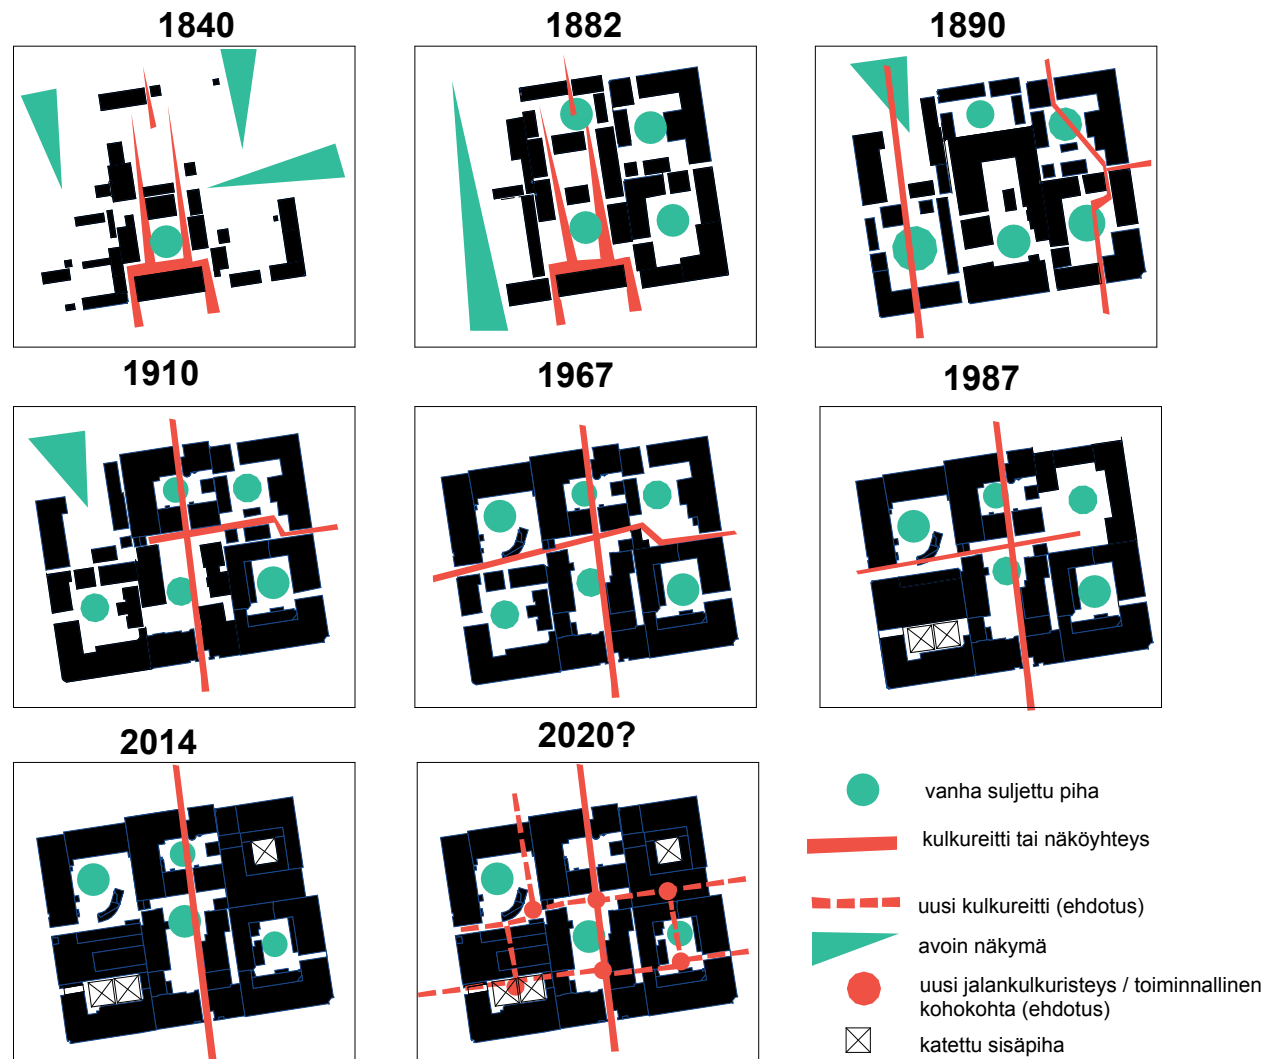 1840
1882
1890
1910
1967
1987
2014
2020?
vanha suljettu piha
kulkureitti tai näköyhteys
uusi kulkureitti (ehdotus)
avoin näkymä
uusi jalankulkuristeys / toiminnallinen
kohokohta (ehdotus)
katettu sisäpiha